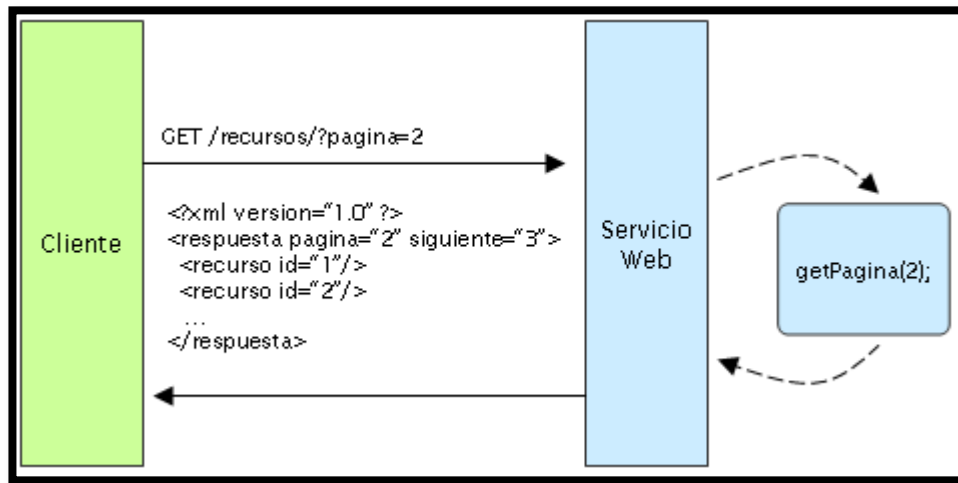 GET /recursos/?pagina=2
<?xml version="1.0" ?>
<respuesta pagina="2" siguiente="3">
<recurso id="1"/>
<recurso id="2"/>
...
</respuesta>
Cliente
Servicio
Web
getPagina(2);